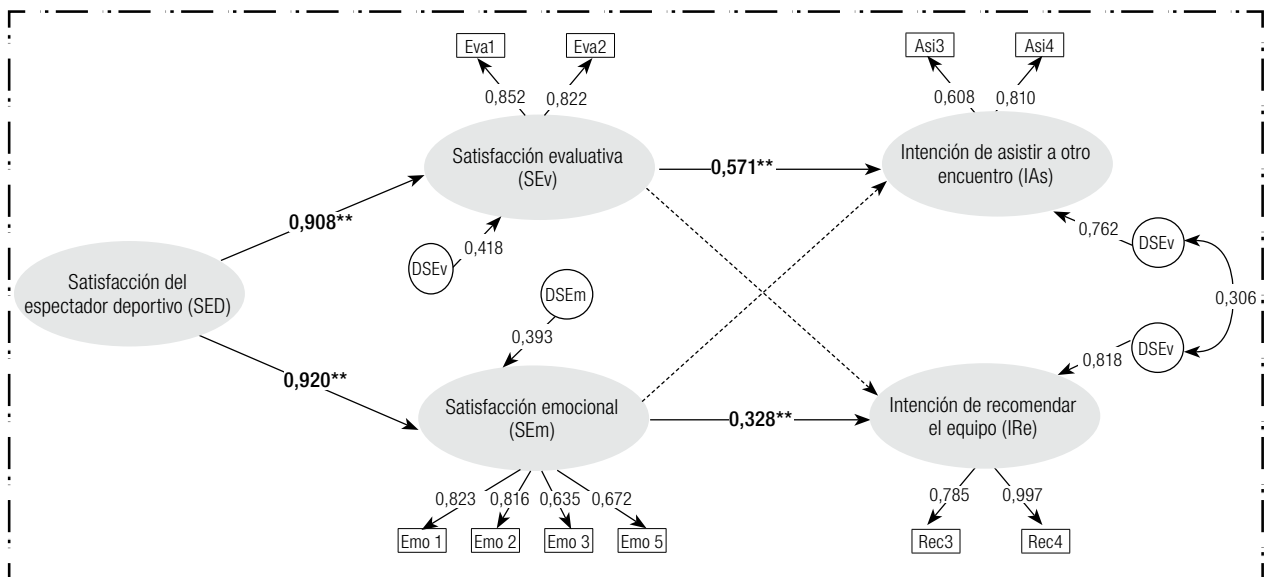 Eva1
Eva2
Asi3
Asi4
0,852
0,822
0,608
0,810
Satisfacción evaluativa
(SEv)
0,571**
Intención de asistir a otro
encuentro (IAs)
0,908**
DSEv
0,418
0,762
DSEv
Satisfacción del
espectador deportivo (SED)
DSEm
0,393
0,306
DSEv
0,818
0,920**
Satisfacción emocional
(SEm)
0,328**
Intención de recomendar
el equipo (IRe)
0,823
0,816
0,635
0,672
0,785
0,997
Emo 1
Emo 2
Emo 3
Emo 5
Rec3
Rec4